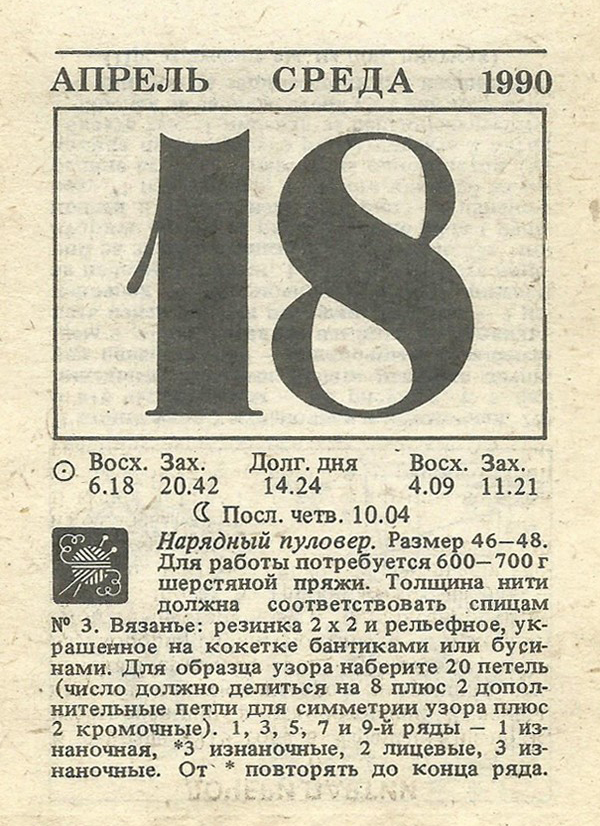 АПРЕЛЬ СРЕДА 1990
18
Восх. Зах. Долг. дня Восх. Зах.
6.18 20.42 14.24 4.09 11.21
Посл. четв. 10.04
Нарядный пуловер. Размер 46—48.
Для работы потребуется 600—700 г
шерстяной пряжи. Толщина нити
должна соответствовать спицам
№ 3. Вязанье: резинка 2 х 2 и рельефное, ук-
рашенное на кокетке бантиками или буси-
нами. Для образца узора наберите 20 петель
(число должно делиться на 8 плюс 2 допол-
нительные петли для симметрии узора плюс
2 кромочные). 1, 3, 5, 7 и 9-й ряды — 1 из-
наночная, *3 изнаночные, 2 лицевые, 3 из-
наночные. От * повторять до конца ряда.